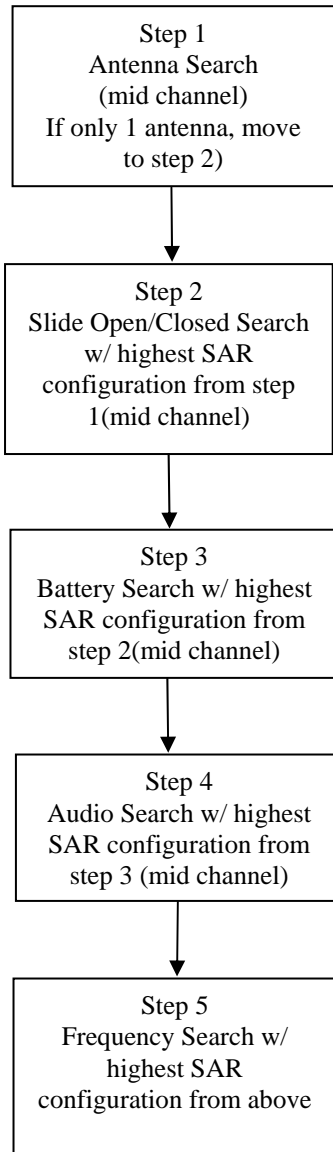 Step 1
Antenna Search
(mid channel)
If only 1 antenna, move
to step 2)
Step 2
Slide Open/Closed Search
w/ highest SAR
configuration from step
1(mid channel)
Step 3
Battery Search w/ highest
SAR configuration from
step 2(mid channel)
Step 4
Audio Search w/ highest
SAR configuration from
step 3 (mid channel)
Step 5
Frequency Search w/
highest SAR
configuration from above